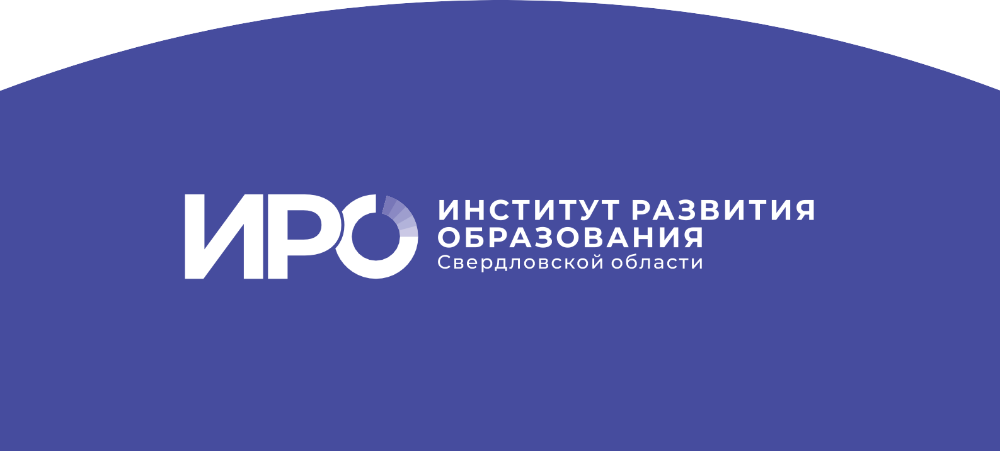 ИРО
ИНСТИТУТ РАЗВИТИЯ
ОБРАЗОВАНИЯ
Свердловской области